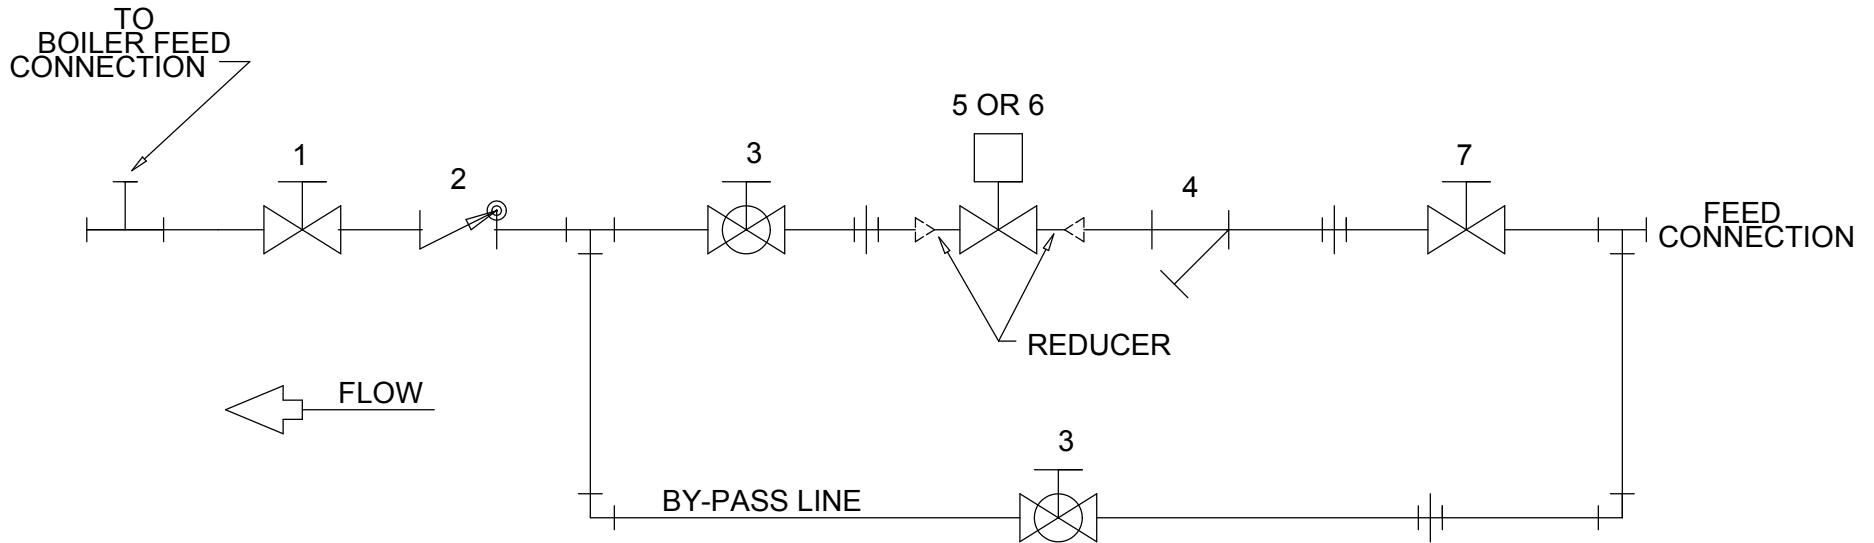 TO
BOILER FEED
CONNECTION
5 OR 6
1
2
3
4
7
FEED
CONNECTION
REDUCER
FLOW
3
BY-PASS LINE